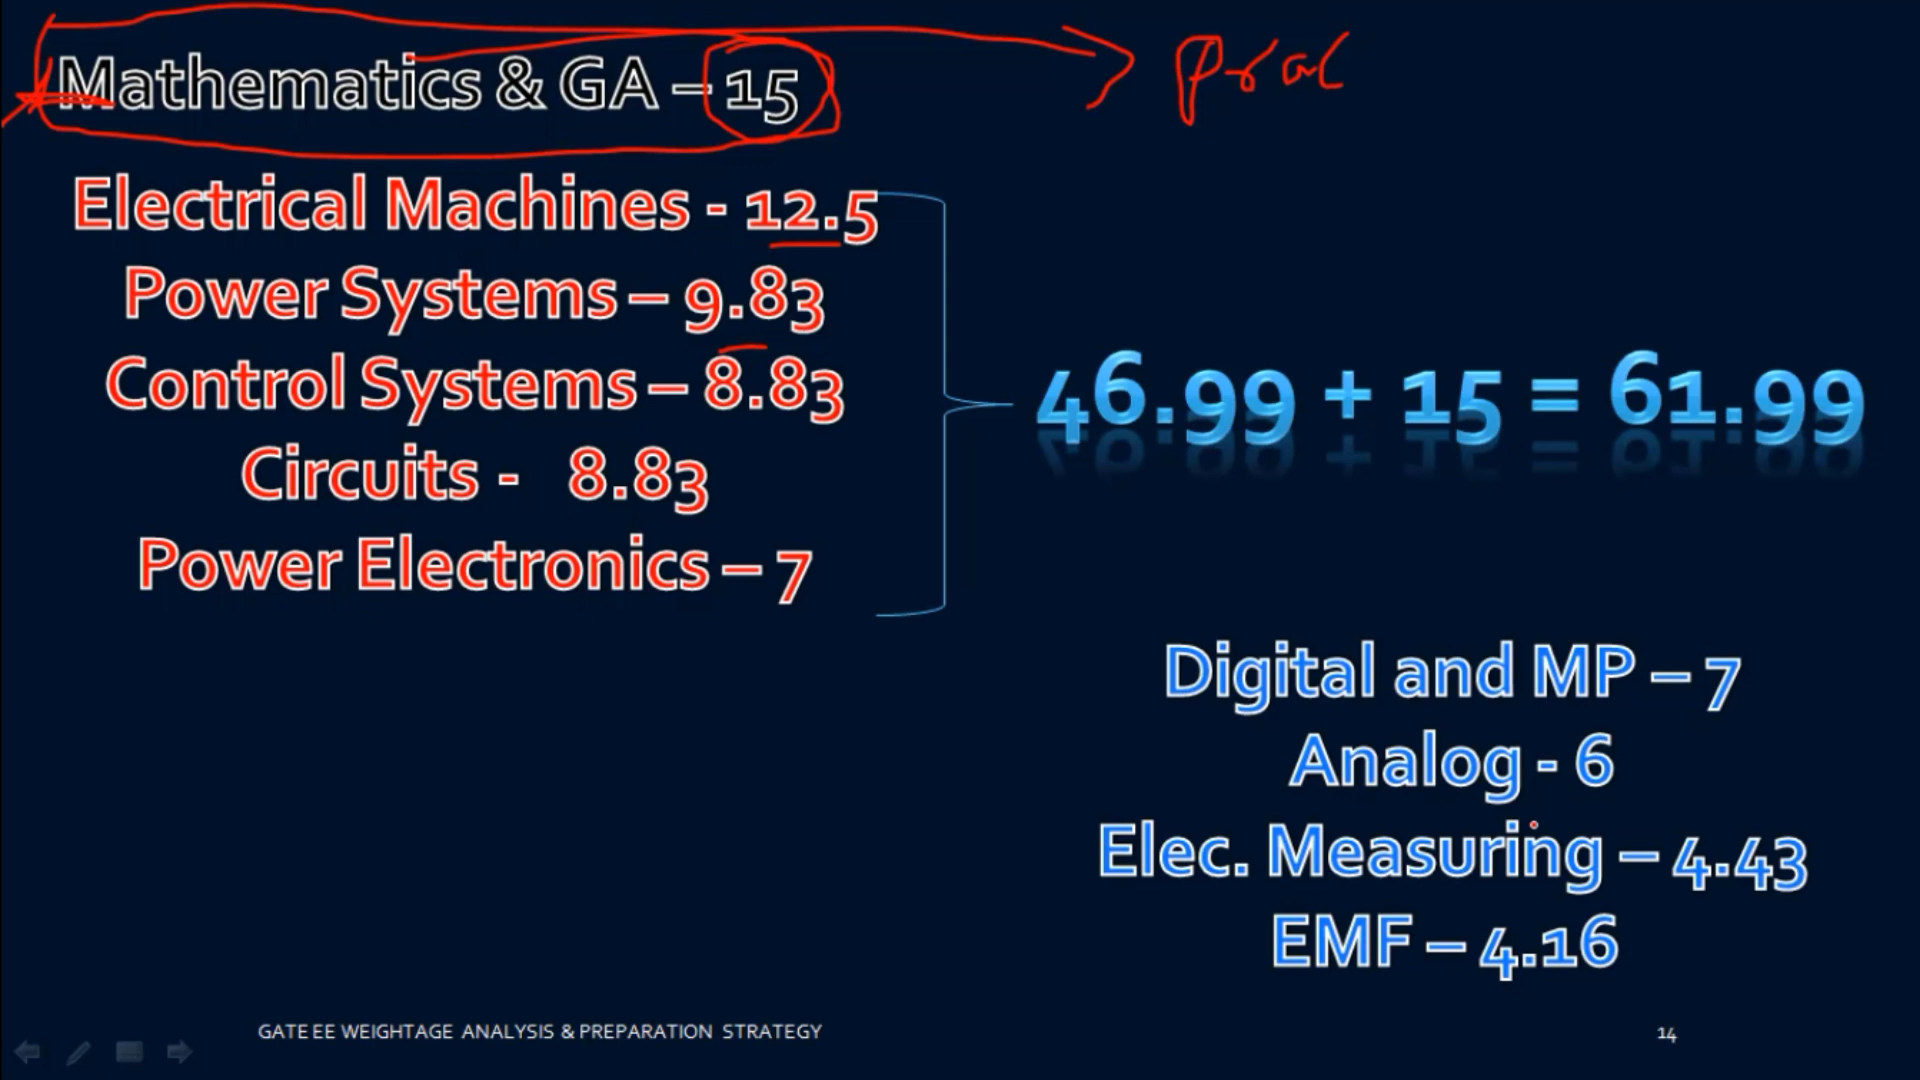 Mathematics & GA – 15
Electrical Machines - 12.5
Power Systems – 9.83
Control Systems – 8.83
Circuits - 8.83
Power Electronics – 7
46.99 + 15 = 61.99
Digital and MP – 7
Analog - 6
Elec. Measuring – 4.43
EMF – 4.16
GATE EE WEIGHTAGE ANALYSIS & PREPARATION STRATEGY
14